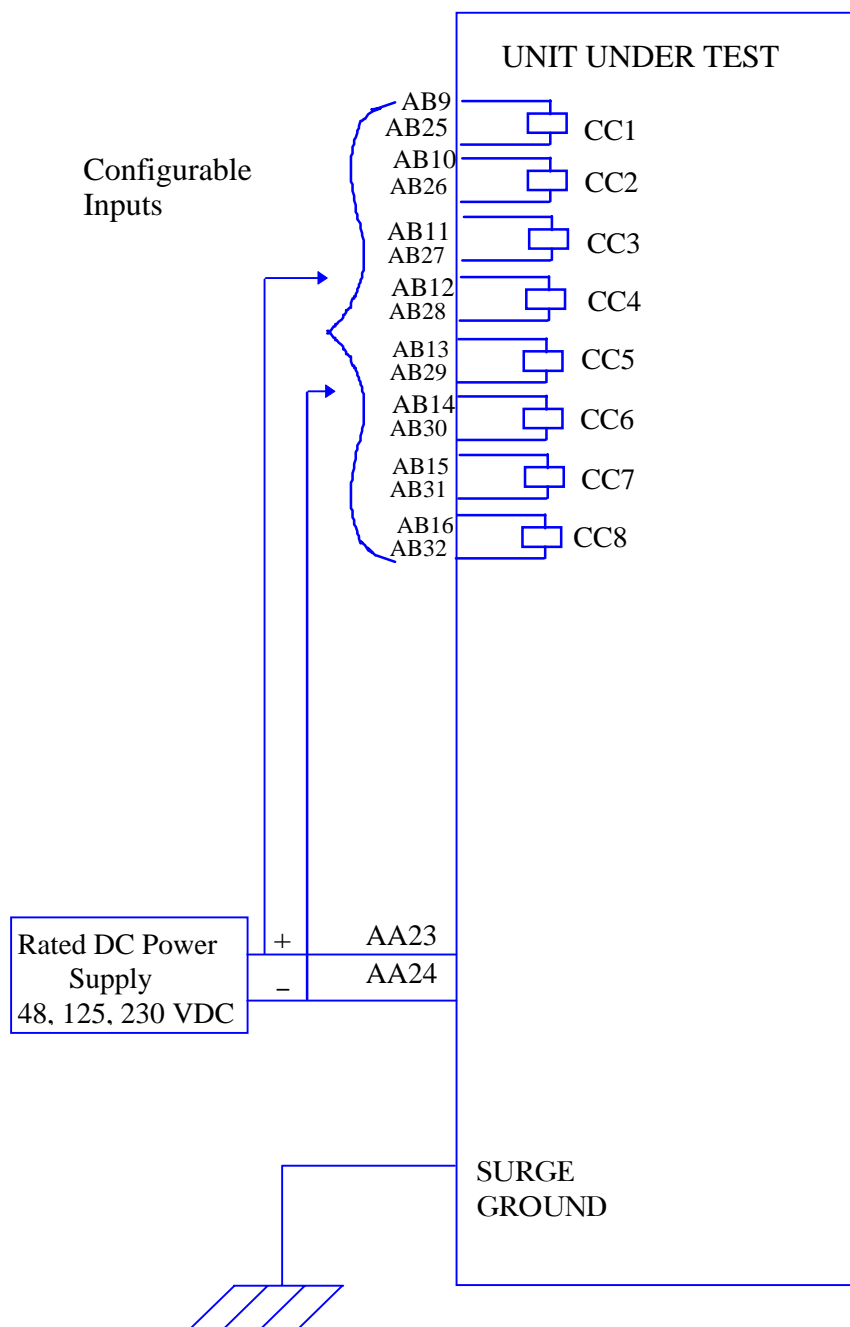 UNIT UNDER TEST
AB9
AB25
CC1
AB10
AB26
CC2
Configurable
Inputs
AB11
AB27
CC3
AB12
AB28
CC4
AB13
AB29
CC5
AB14
AB30
CC6
AB15
AB31
CC7
AB16
AB32
CC8
Rated DC Power
Supply
48, 125, 230 VDC
+
AA23
−
AA24
SURGE
GROUND